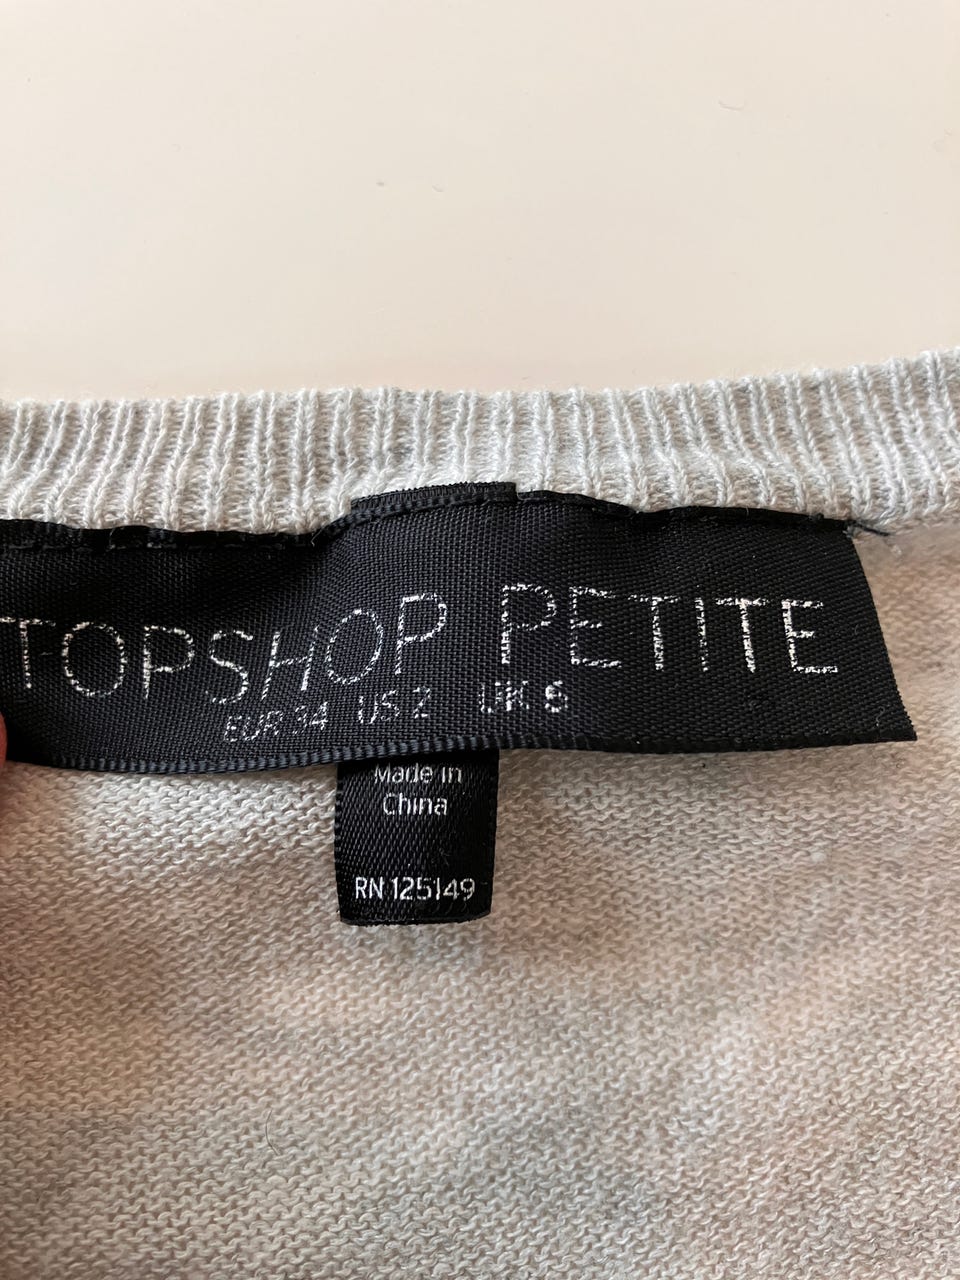 TOPSHOP PETITE
EUR 34 US 2 UK 6
Made in
China
RN 125149